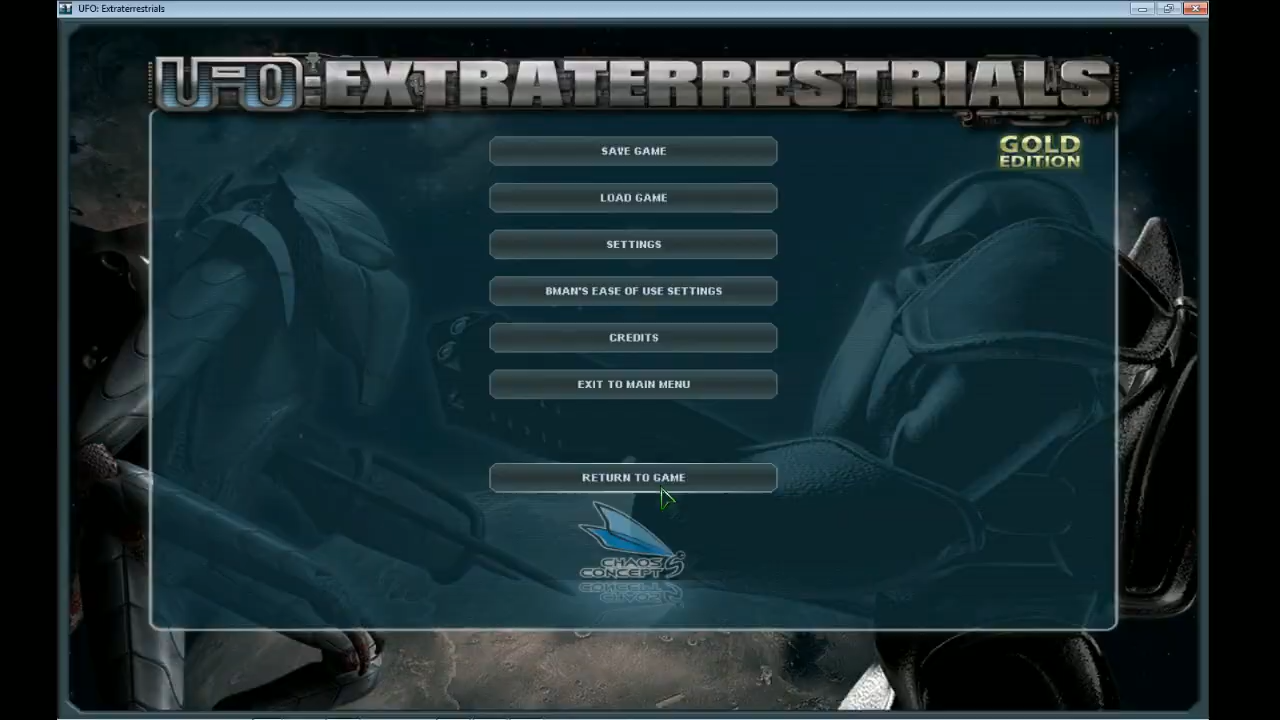 UFO: Extraterrestrials
UFO:EXTRATERRESTRIALS
GOLD
EDITION
SAVE GAME
LOAD GAME
SETTINGS
BMAN'S EASE OF USE SETTINGS
CREDITS
EXIT TO MAIN MENU
RETURN TO GAME
CHAOS
CONCEPT